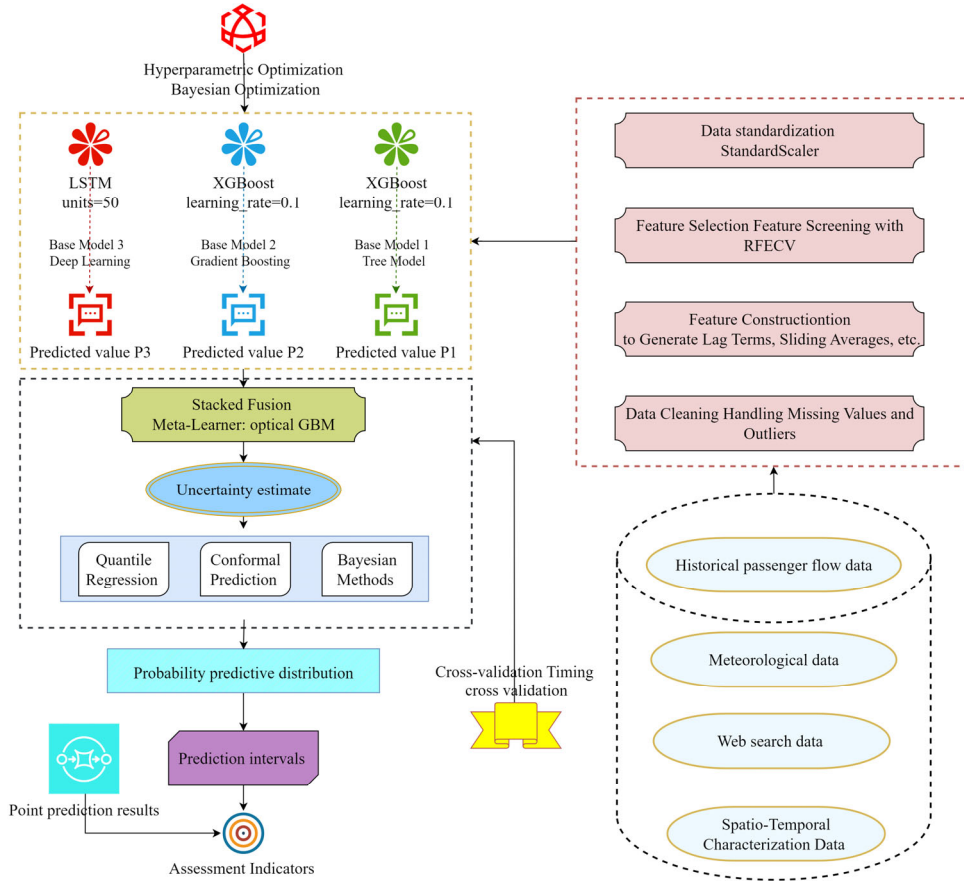 Hyperparametric Optimization
Bayesian Optimization
LSTM
units=50
XGBoost
learning_rate=0.1
XGBoost
learning_rate=0.1
Base Model 3
Deep Learning
Base Model 2
Gradient Boosting
Base Model 1
Tree Model
Predicted value P3
Predicted value P2
Predicted value P1
Stacked Fusion
Meta-Learner: optical GBM
Uncertainty estimate
Quantile
Regression
Conformal
Prediction
Bayesian
Methods
Probability predictive distribution
Prediction intervals
Point prediction results
Assessment Indicators
Cross-validation Timing
cross validation
Data standardization
StandardScaler
Feature Selection Feature Screening with
RFECV
Feature Constructiontion
to Generate Lag Terms, Sliding Averages, etc.
Data Cleaning Handling Missing Values and
Outliers
Historical passenger flow data
Meteorological data
Web search data
Spatio-Temporal
Characterization Data